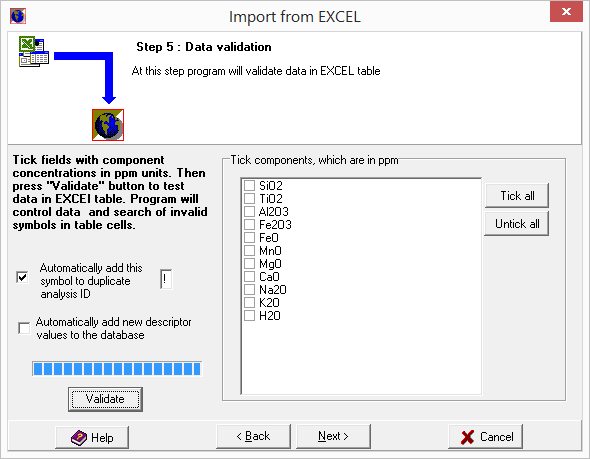 Import from EXCEL
Step 5 : Data validation
At this step program will validate data in EXCEL table
Tick fields with component
concentrations in ppm units. Then
press "Validate" button to test
data in EXCEl table. Program will
control data and search of invalid
symbols in table cells.
Automatically add this
symbol to duplicate
analysis ID
!
Automatically add new descriptor
values to the database
Validate
Tick components, which are in ppm
SiO2
TiO2
Al2O3
Fe2O3
FeO
MnO
MgO
CaO
Na2O
K2O
H2O
Tick all
Untick all
Help
< Back
Next >
Cancel